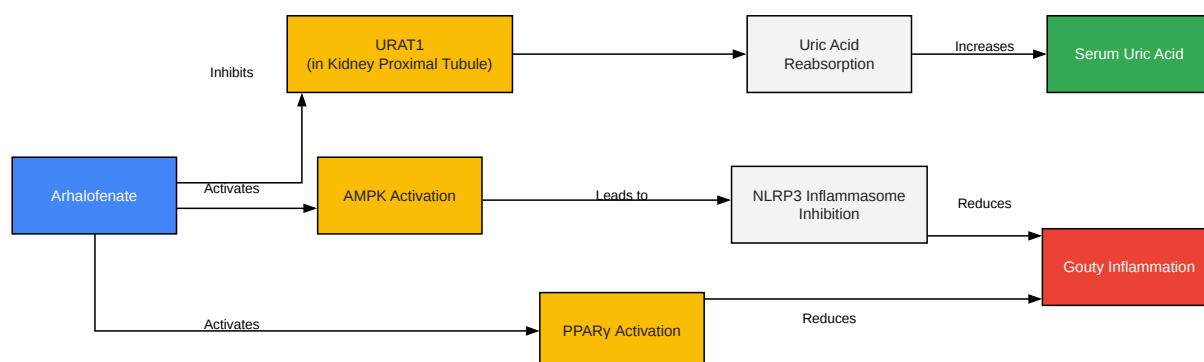 URAT1
(in Kidney Proximal Tubule)
Uric Acid
Reabsorption
Increases
Serum Uric Acid
Inhibits
Arhalofenate
Activates
AMPK Activation
Leads to
NLRP3 Inflammasome
Inhibition
Reduces
Gouty Inflammation
Activates
PPARγ Activation
Reduces